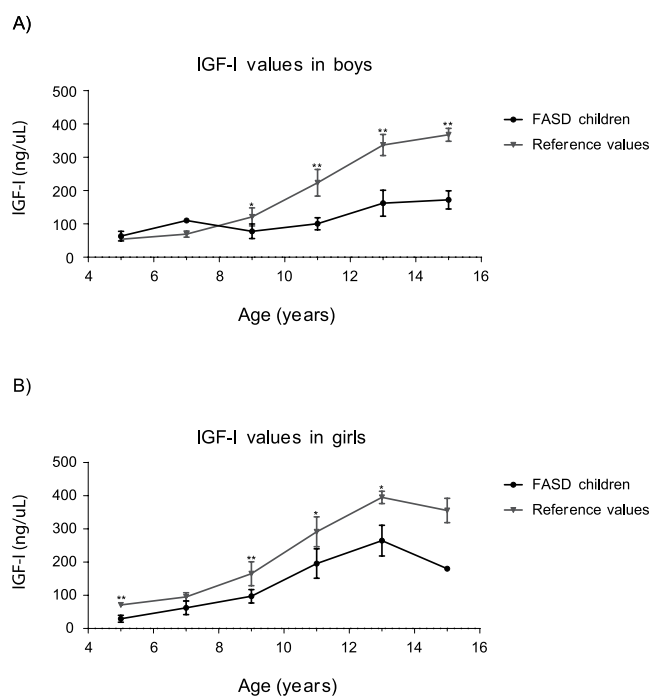 A)
IGF-I values in boys
500
400
300
200
100
0
IGF-I (ng/uL)
*
**
**
**
4 6 8 10 12 14 16
Age (years)
FASD children
Reference values
B)
IGF-I values in girls
500
400
300
200
100
0
IGF-I (ng/uL)
**
**
*
*
4 6 8 10 12 14 16
Age (years)
FASD children
Reference values